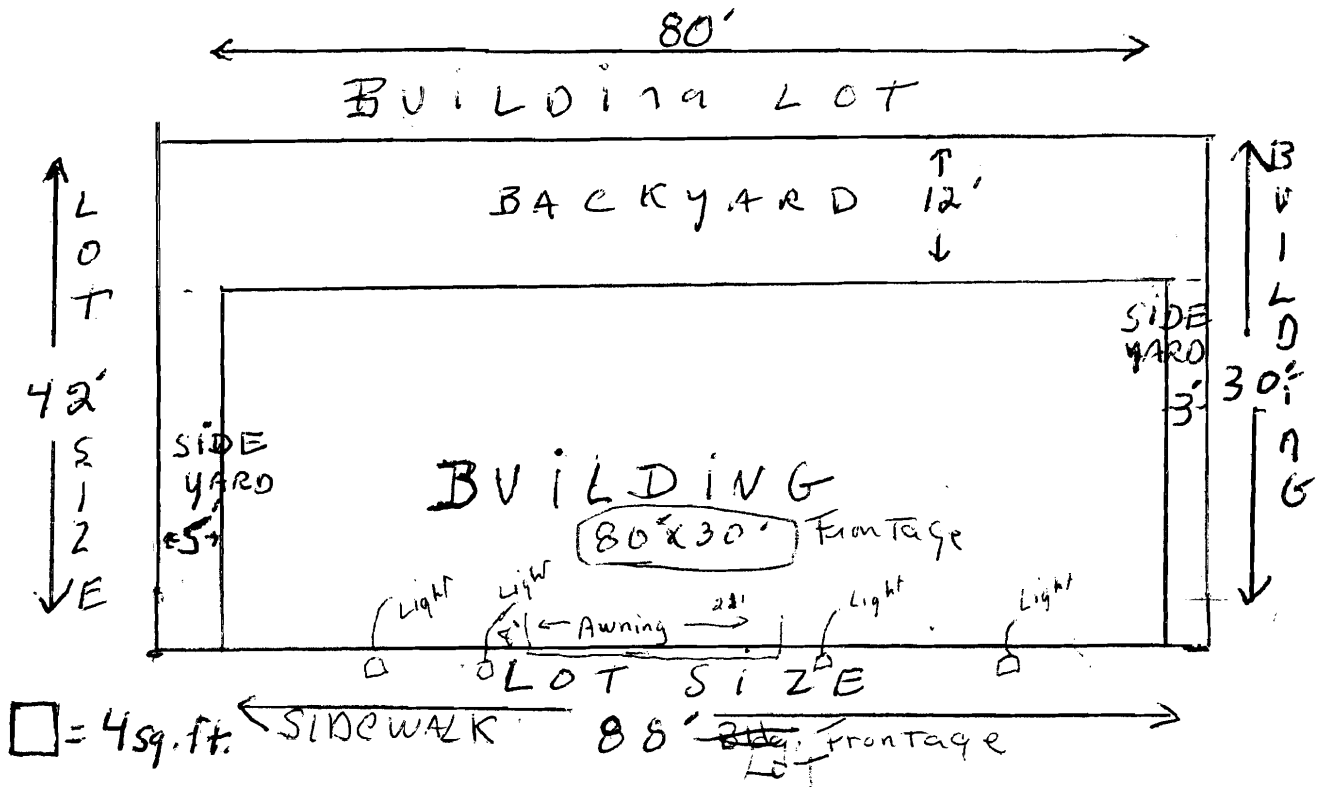 80'
BUiLDing LOT
BACKYARD 12'
LOT SIZE
42'
BUILDiNG
30'
SiDE
YARD
3'
SiDE
YARD
5'
BUiLDiNG
80'x30' FronTage
Light
Light
Light
Light
← Awning →
LOT SiZE
□ = 4 sq. ft.
SIDEWALK 88' Bldg. FronTage
LOT